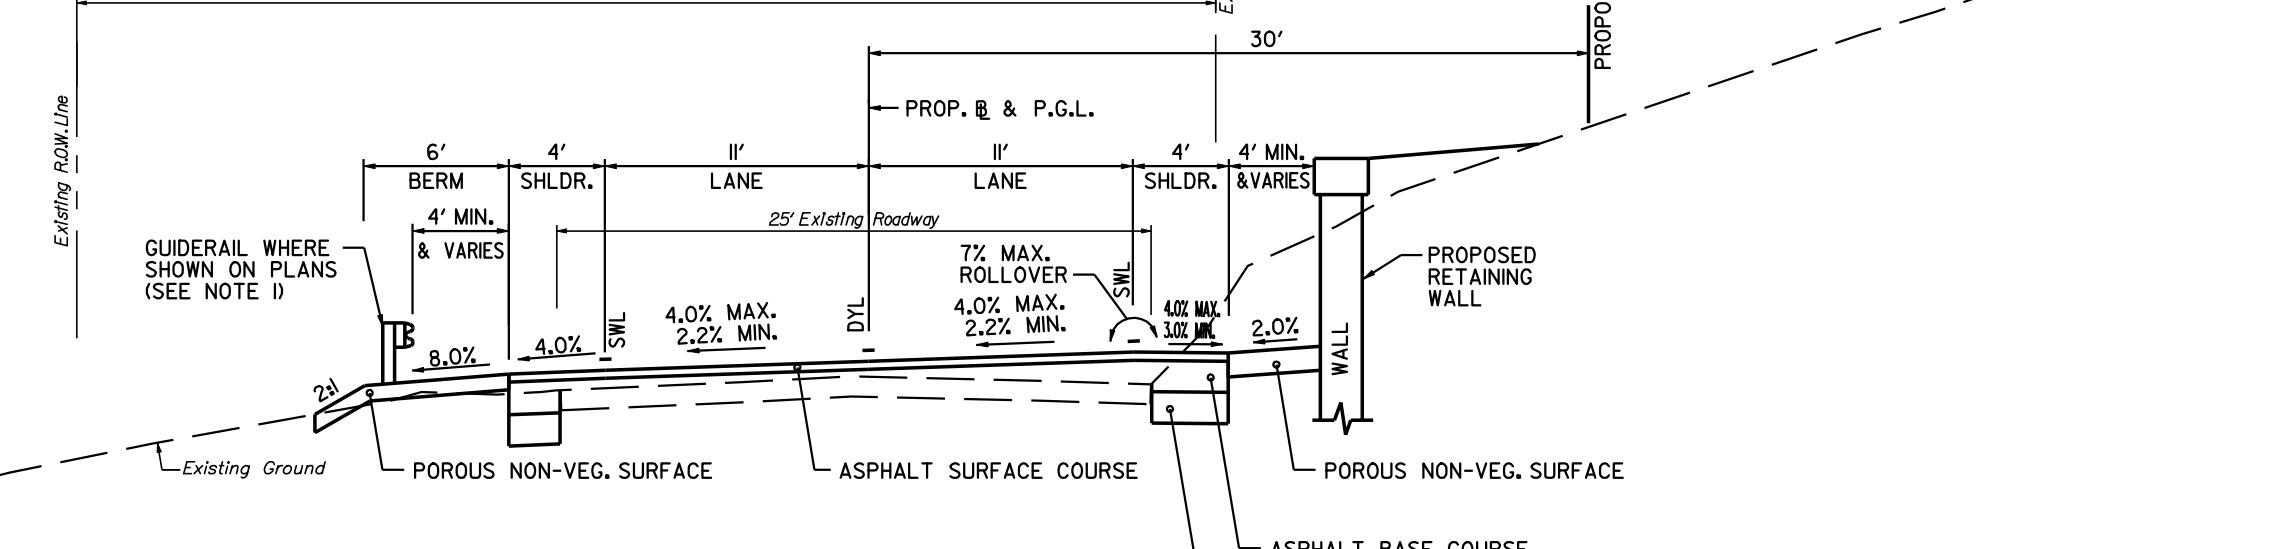 30'
PROPO
Existing R.O.W. Line
PROP. BL & P.G.L.
6'
4'
11'
11'
4'
4' MIN.
BERM
SHLDR.
LANE
LANE
SHLDR.
&VARIES
4' MIN.
& VARIES
25' Existing Roadway
GUIDERAIL WHERE
SHOWN ON PLANS
(SEE NOTE 1)
7% MAX.
ROLLOVER
SWL
PROPOSED
RETAINING
WALL
4.0% MAX.
2.2% MIN.
DYL
4.0% MAX.
2.2% MIN.
4.0% MAX.
3.0% MIN.
2.0%
WALL
SWL
4.0%
8.0%
2:1
Existing Ground
POROUS NON-VEG. SURFACE
ASPHALT SURFACE COURSE
POROUS NON-VEG. SURFACE
ASPHALT BASE COURSE